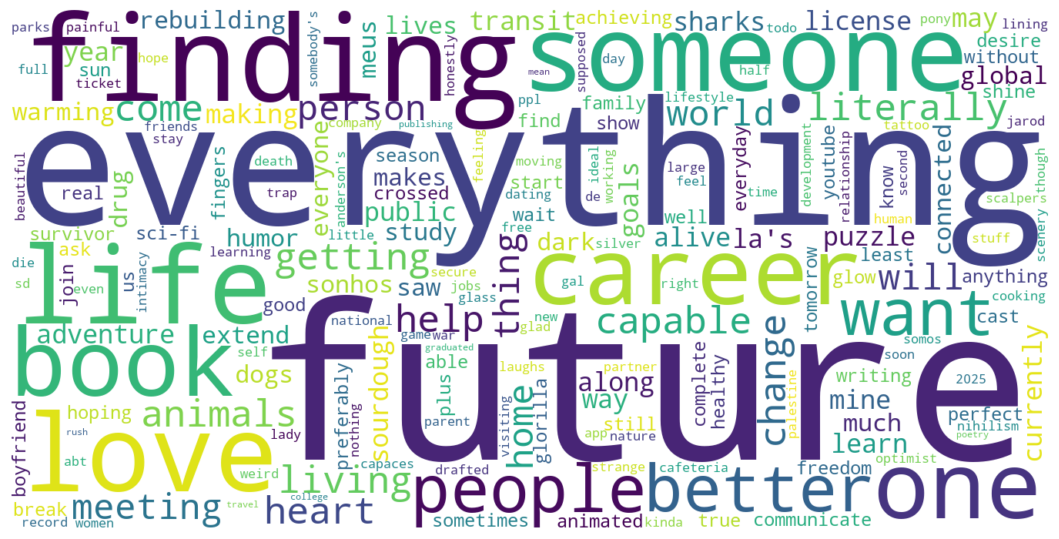 parks painful rebuilding somebody's lives transit achieving sharks todo license pony may lining
full year sun ticket hope finding meus honestly someone supposed day half desire without global shine
warming come making person mean ppl family lifestyle world literally
friends stay company publishing feeling find show connected tattoo jarod
everything
beautiful real drug death trap fingers everyone anderson's season makes crossed moving ideal start working dating goals large feel everyday time development youtube relationship know second human scalpers though scenery
survivor sci-fi humor learning public study little free wait de well stuff
ask die sd even join us intimacy life getting sonhos saw secure jobs thing dark silver alive la's puzzle least glow will anything
good glass gal career right tomorrow cooking
adventure extend national help game war new glad capable want cast somos
book self dogs sourdough graduated able laughs partner along change complete healthy soon writing 2025 currently
future
boyfriend hoping animals preferably nothing plus parent visiting home glorilla way still app nature palestine mine much learn perfect nihilism optimist poetry
rush abt love lady weird living capaces drafted people strange cafeteria better freedom one
break meeting travel college heart
record women sometimes animated kinda true communicate